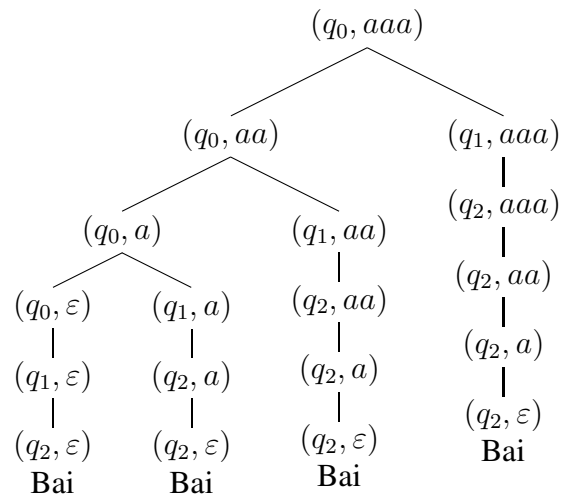 (q₀, aaa)
(q₀, aa) (q₁, aaa)
(q₂, aaa)
(q₀, a) (q₁, aa)
(q₂, aa)
(q₀, ε) (q₁, a) (q₂, aa)
(q₂, a)
(q₁, ε) (q₂, a) (q₂, a)
(q₂, ε)
(q₂, ε) (q₂, ε) (q₂, ε)
Bai
Bai Bai Bai